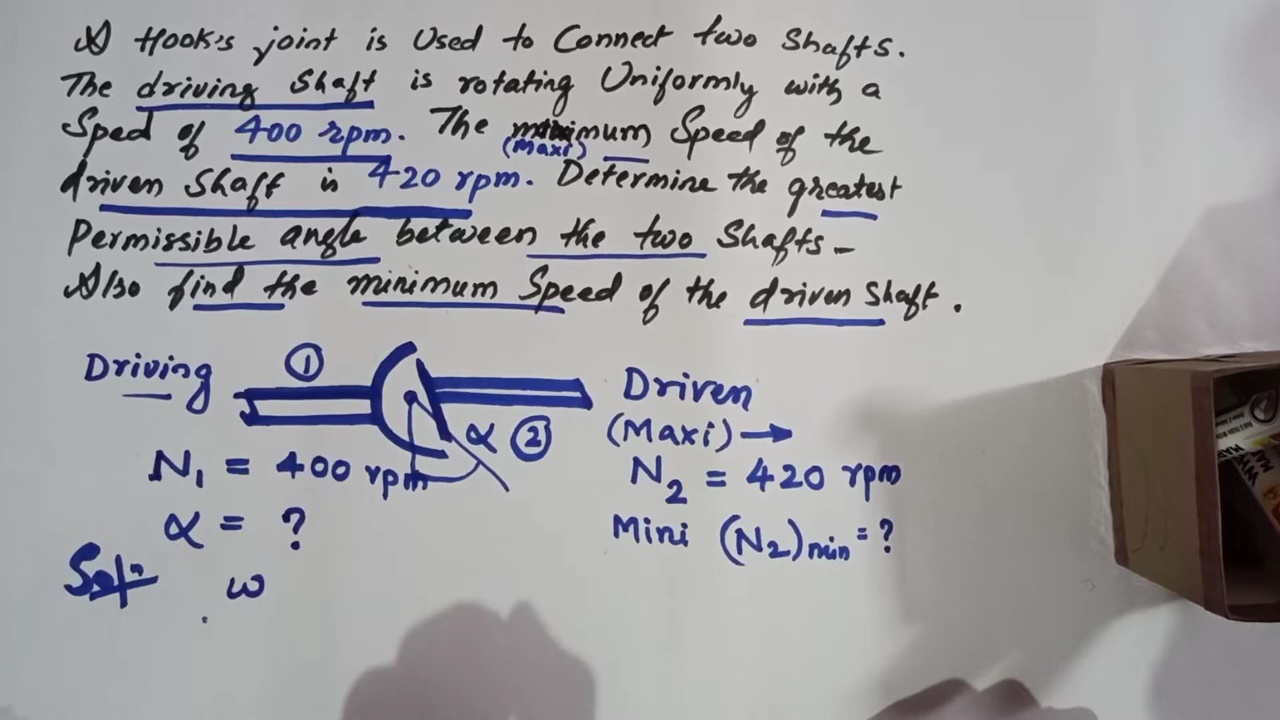 A Hook's joint is Used to Connect two Shafts.
The driving Shaft is rotating Uniformly with a
Sped of 400 rpm. The minimum Speed of the
(Maxi)
driven Shaft is 420 rpm. Determine the greatest
Permissible angle between the two Shafts-
Also find the minimum Speed of the driven Shaft.
Driving ① Driven
α ② (Maxi) →
N₁ = 400 rpm N₂ = 420 rpm
α = ? Mini (N₂)min = ?
Soln ω